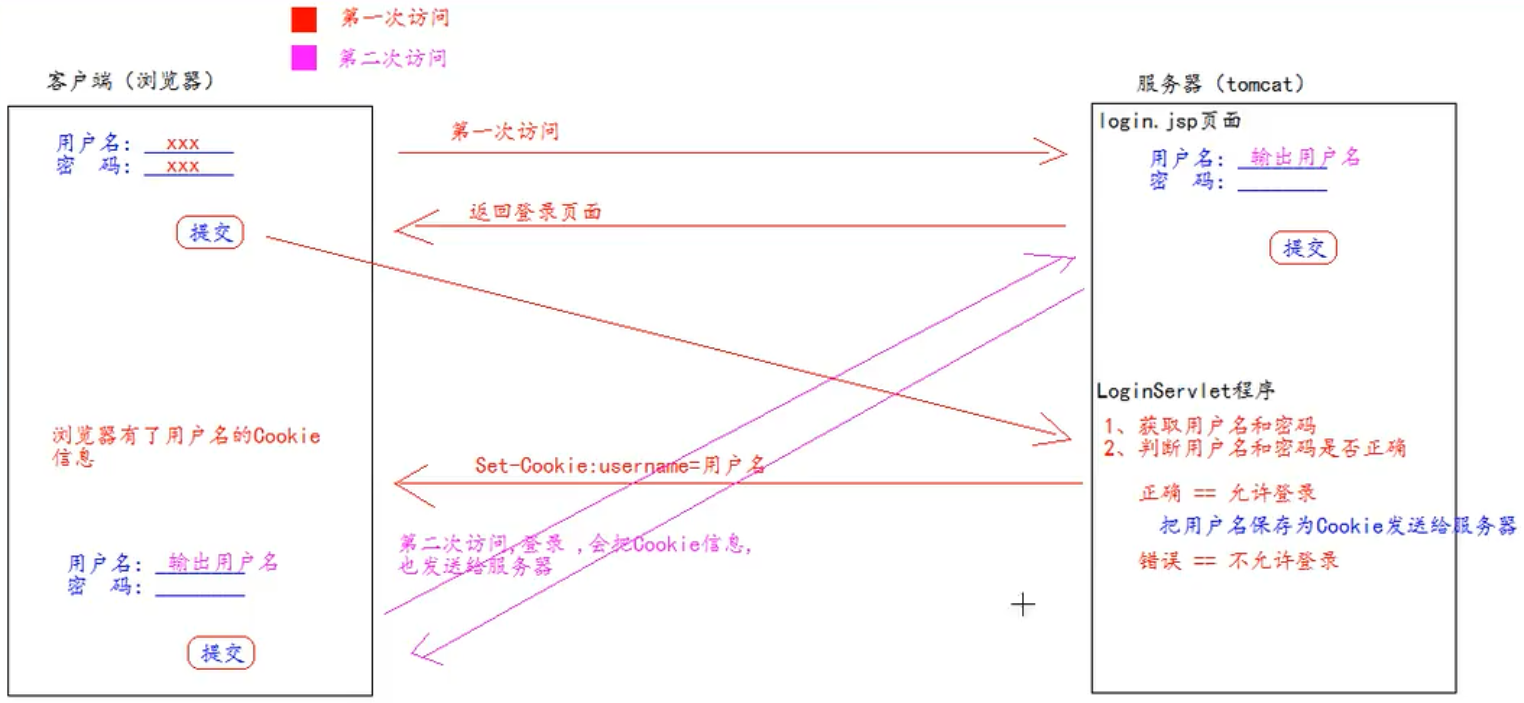 第一次访问
第二次访问
客户端（浏览器）
用户名: xxx
密 码: xxx
提交
浏览器有了用户名的Cookie
信息
用户名: 输出用户名
密 码:
提交
第一次访问
返回登录页面
Set-Cookie:username=用户名
第二次访问,登录 ,会把Cookie信息,
也发送给服务器
服务器（tomcat）
login.jsp页面
用户名: 输出用户名
密 码:
提交
LoginServlet程序
1、获取用户名和密码
2、判断用户名和密码是否正确
正确 == 允许登录
把用户名保存为Cookie发送给服务器
错误 == 不允许登录